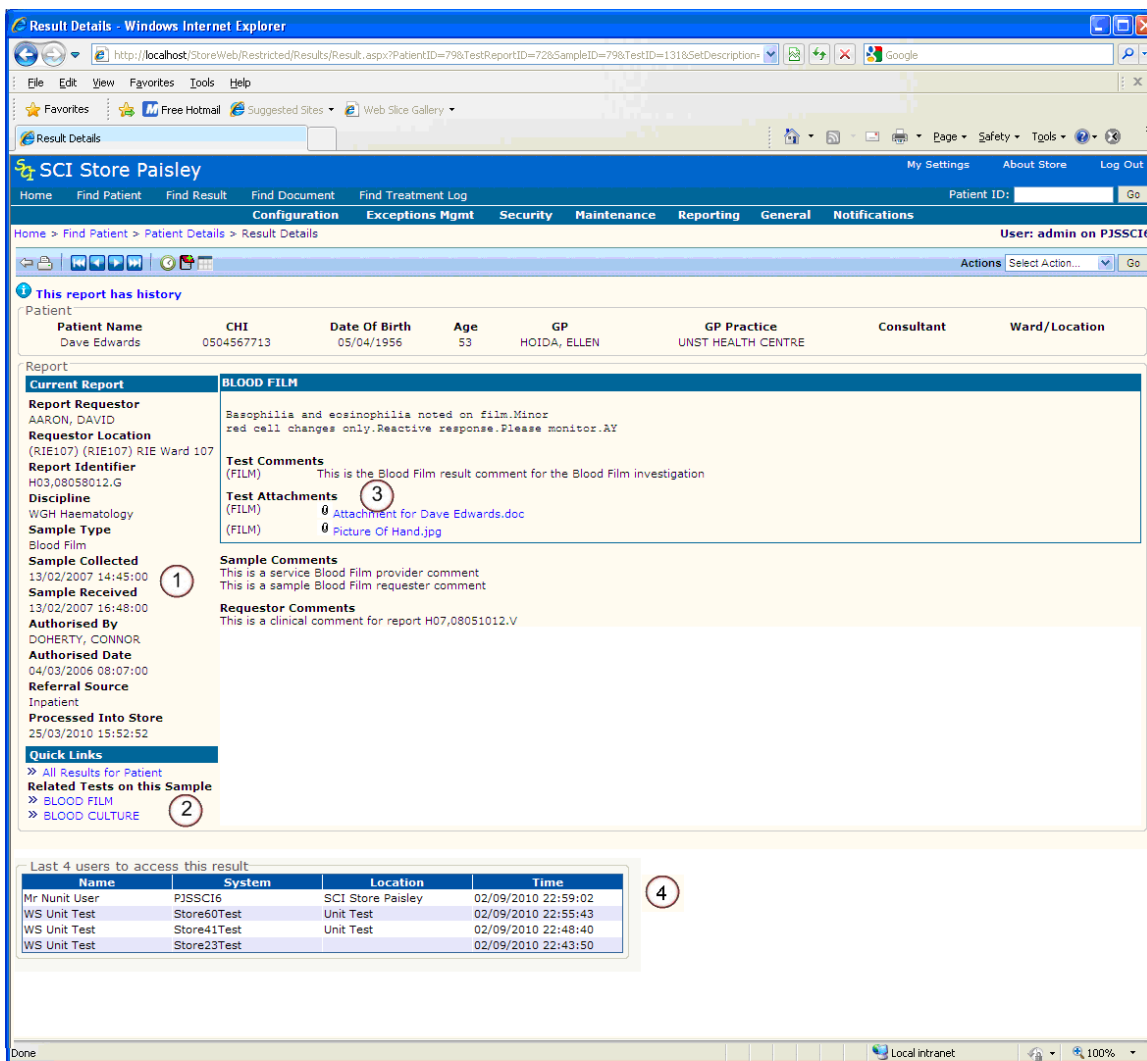 Result Details - Windows Internet Explorer
http://localhost/StoreWeb/Restricted/Results/Result.aspx?PatientID=79&TestReportID=72&SampleID=79&TestID=131&SetDescription=
Google
File Edit View Favorites Tools Help
Favorites Free Hotmail Suggested Sites Web Slice Gallery
Result Details
Page Safety Tools
SCI Store Paisley
My Settings About Store Log Out
Home Find Patient Find Result Find Document Find Treatment Log
Patient ID: Go
Configuration Exceptions Mgmt Security Maintenance Reporting General Notifications
Home > Find Patient > Patient Details > Result Details
User: admin on PJSSCI6
Actions Select Action... Go
This report has history
Patient
Patient Name CHI Date Of Birth Age GP GP Practice Consultant Ward/Location
Dave Edwards 0504567713 05/04/1956 53 HOIDA, ELLEN UNST HEALTH CENTRE
Report
Current Report
Report Requestor
AARON, DAVID
Requestor Location
(RIE107) (RIE107) RIE Ward 107
Report Identifier
H03,08058012.G
Discipline
WGH Haematology
Sample Type
Blood Film
Sample Collected
13/02/2007 14:45:00
1
Sample Received
13/02/2007 16:48:00
Authorised By
DOHERTY, CONNOR
Authorised Date
04/03/2006 08:07:00
Referral Source
Inpatient
Processed Into Store
25/03/2010 15:52:52
Quick Links
» All Results for Patient
Related Tests on this Sample
» BLOOD FILM
2
» BLOOD CULTURE
BLOOD FILM
Basophilia and eosinophilia noted on film.Minor
red cell changes only.Reactive response.Please monitor.AY
Test Comments
(FILM) This is the Blood Film result comment for the Blood Film investigation
Test Attachments
3
(FILM) Attachment for Dave Edwards.doc
(FILM) Picture Of Hand.jpg
Sample Comments
This is a service Blood Film provider comment
This is a sample Blood Film requester comment
Requestor Comments
This is a clinical comment for report H07,08051012.V
Last 4 users to access this result
Name System Location Time
Mr Nunit User PJSSCI6 SCI Store Paisley 02/09/2010 22:59:02
4
WS Unit Test Store60Test Unit Test 02/09/2010 22:55:43
WS Unit Test Store41Test Unit Test 02/09/2010 22:48:40
WS Unit Test Store23Test 02/09/2010 22:43:50
Done
Local intranet
100%